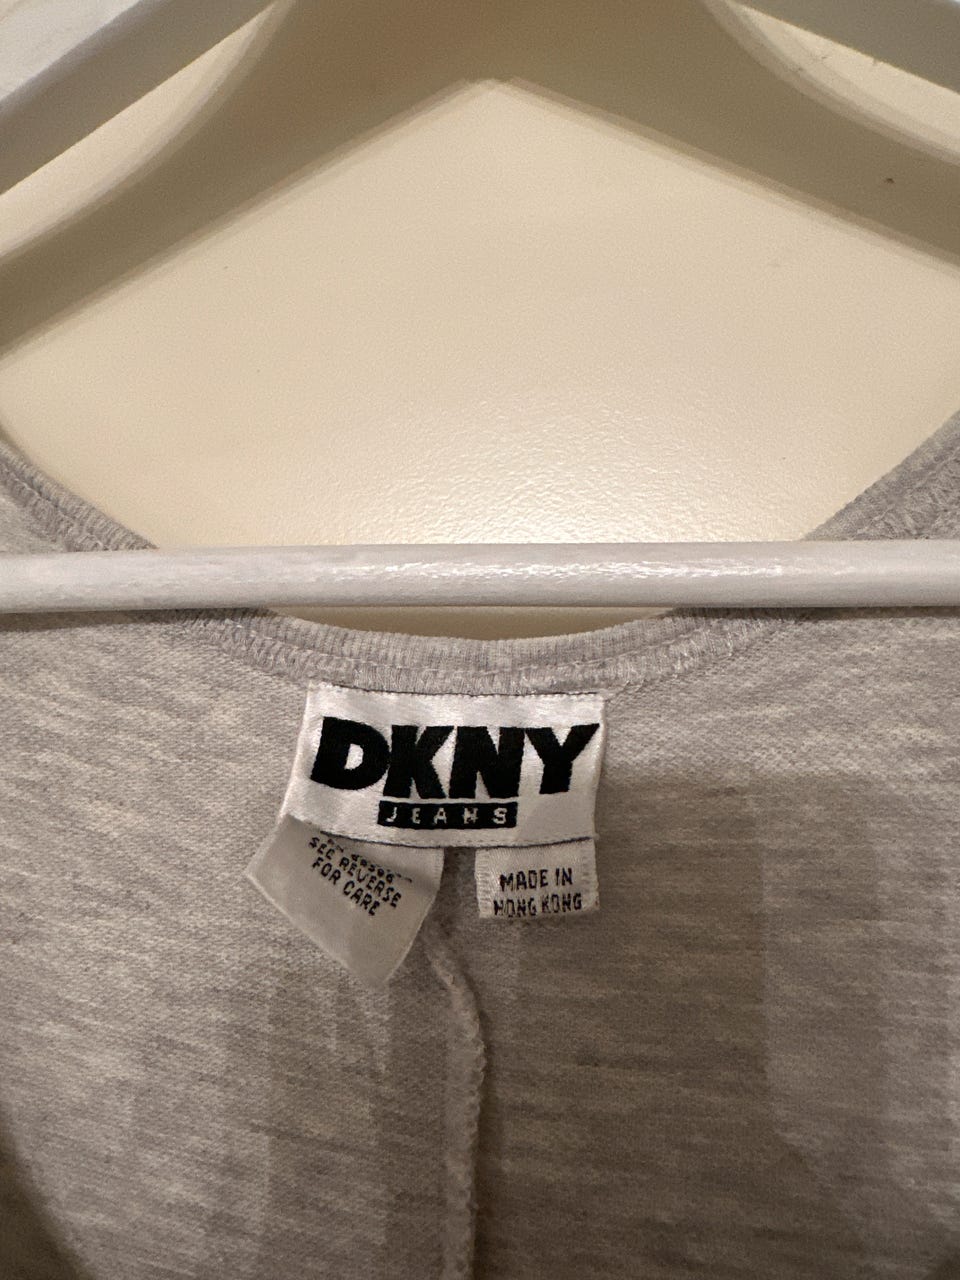 DKNY
JEANS
SEE REVERSE
FOR CARE
MADE IN
HONG KONG